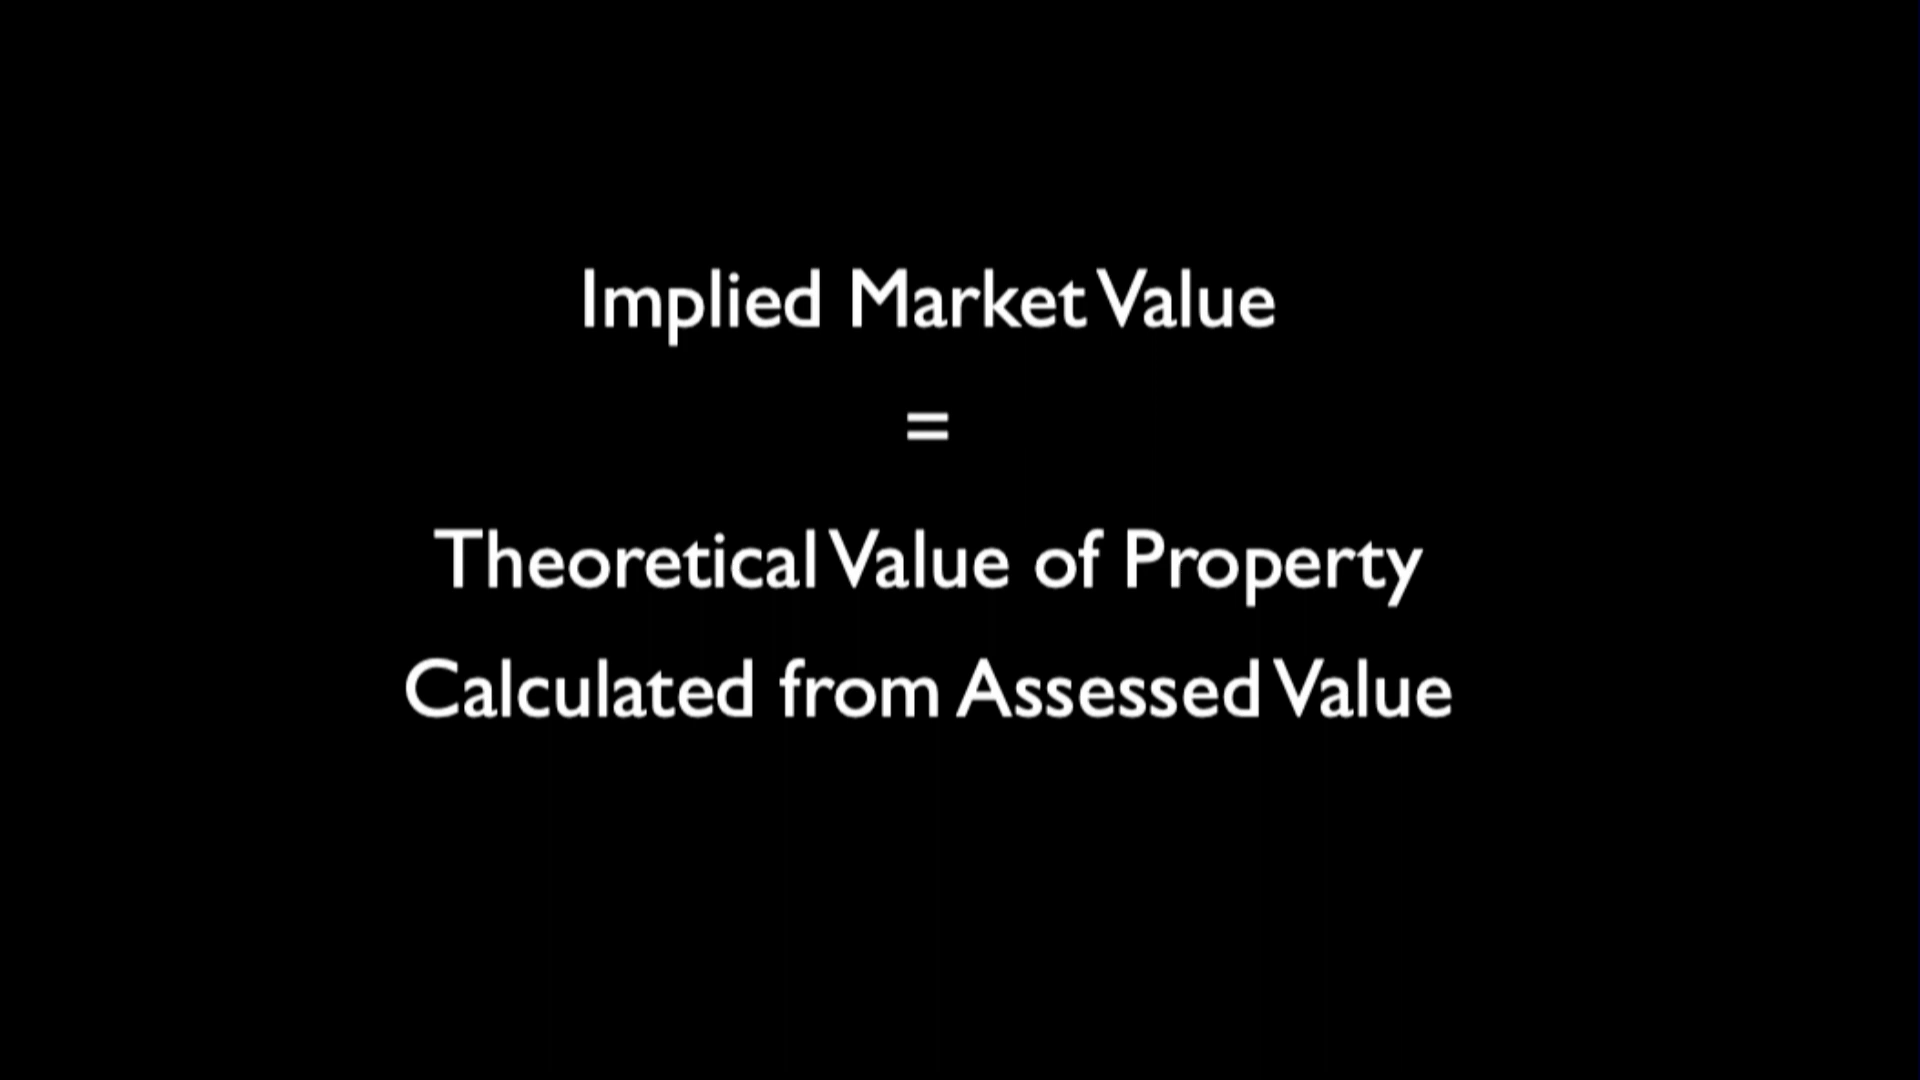 Implied Market Value
=
Theoretical Value of Property
Calculated from Assessed Value